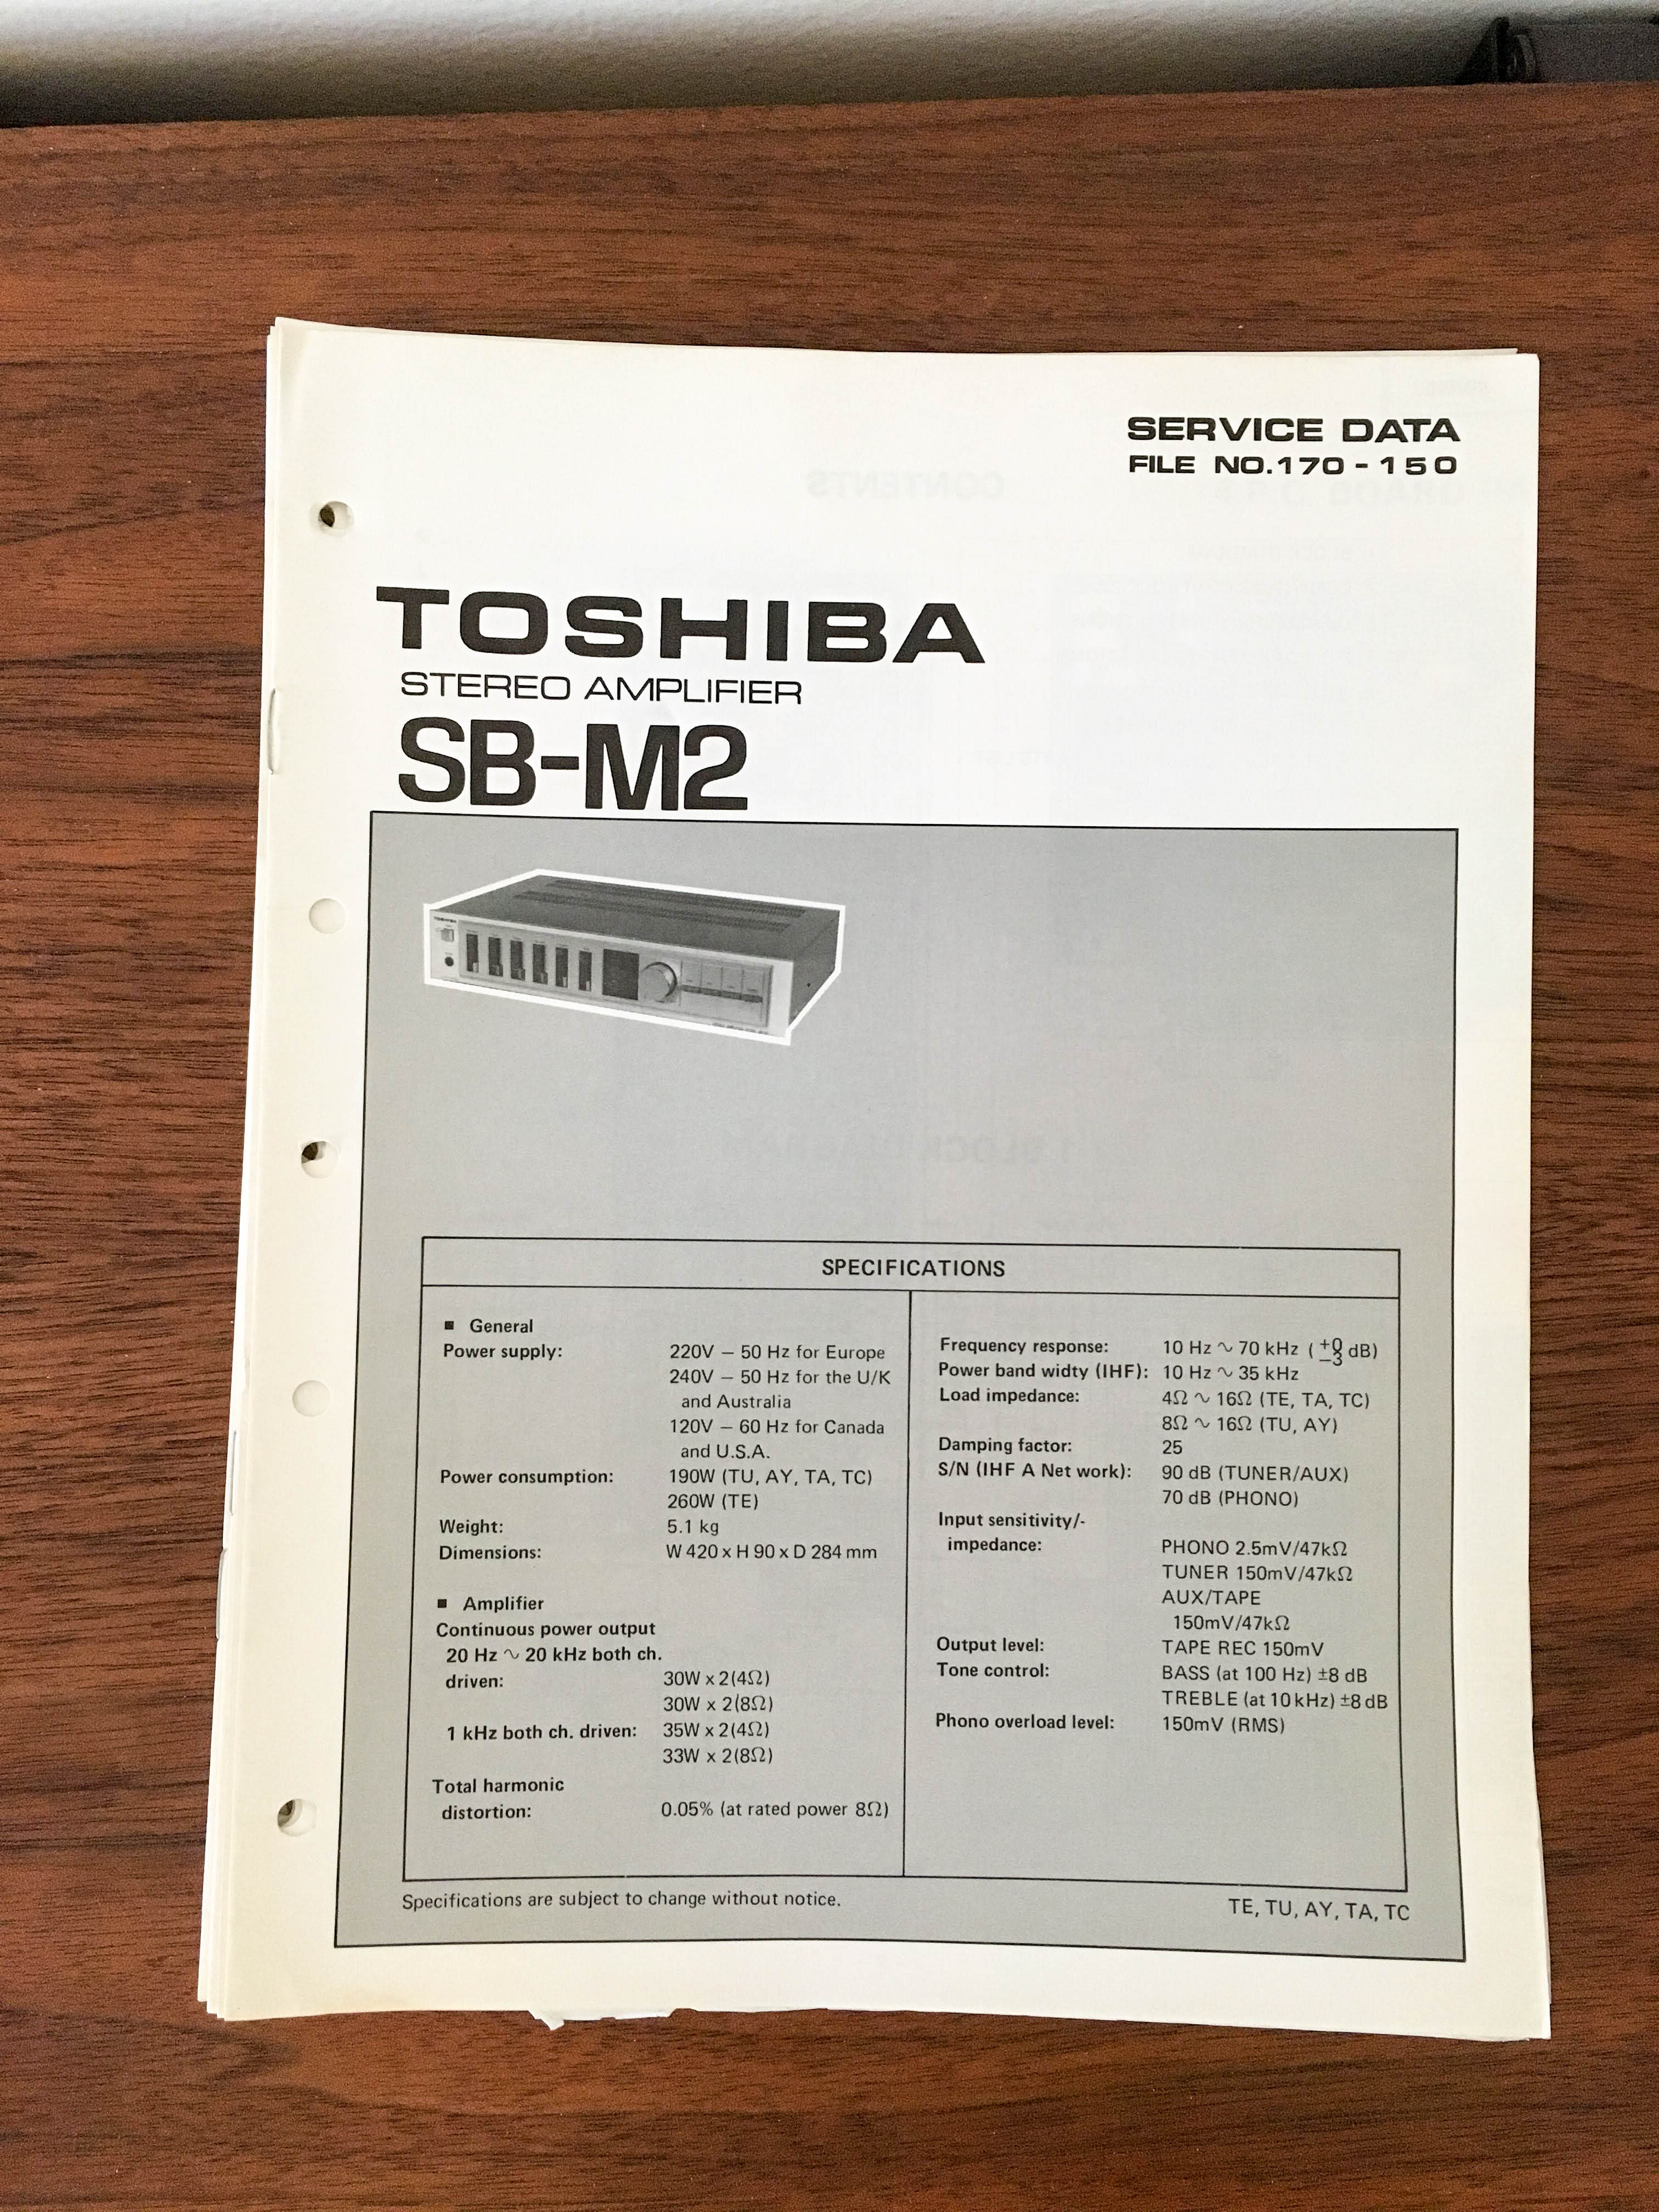 SERVICE DATA
FILE NO.170-150
TOSHIBA
STEREO AMPLIFIER
SB-M2
TOSHIBA
SPECIFICATIONS
■ General
Power supply: 220V – 50 Hz for Europe
240V – 50 Hz for the U/K
and Australia
120V – 60 Hz for Canada
and U.S.A.
Power consumption: 190W (TU, AY, TA, TC)
260W (TE)
Weight: 5.1 kg
Dimensions: W 420 x H 90 x D 284 mm
■ Amplifier
Continuous power output
20 Hz ∿ 20 kHz both ch.
driven: 30W x 2(4Ω)
30W x 2(8Ω)
1 kHz both ch. driven: 35W x 2(4Ω)
33W x 2(8Ω)
Total harmonic
distortion: 0.05% (at rated power 8Ω)
Frequency response: 10 Hz ∿ 70 kHz ( +0 −3 dB)
Power band widty (IHF): 10 Hz ∿ 35 kHz
Load impedance: 4Ω ∿ 16Ω (TE, TA, TC)
8Ω ∿ 16Ω (TU, AY)
Damping factor: 25
S/N (IHF A Net work): 90 dB (TUNER/AUX)
70 dB (PHONO)
Input sensitivity/-
impedance: PHONO 2.5mV/47kΩ
TUNER 150mV/47kΩ
AUX/TAPE
150mV/47kΩ
Output level: TAPE REC 150mV
Tone control: BASS (at 100 Hz) ±8 dB
TREBLE (at 10 kHz) ±8 dB
Phono overload level: 150mV (RMS)
Specifications are subject to change without notice.
TE, TU, AY, TA, TC